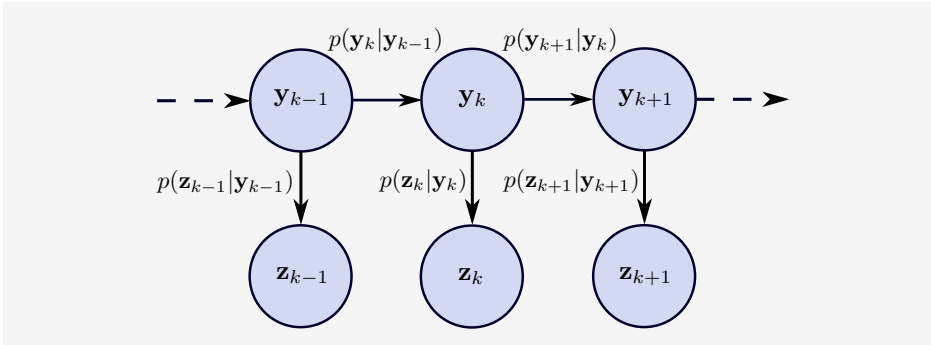 p(y_k|y_{k−1}) p(y_{k+1}|y_k)
y_{k−1} y_k y_{k+1}
p(z_{k−1}|y_{k−1}) p(z_k|y_k) p(z_{k+1}|y_{k+1})
z_{k−1} z_k z_{k+1}